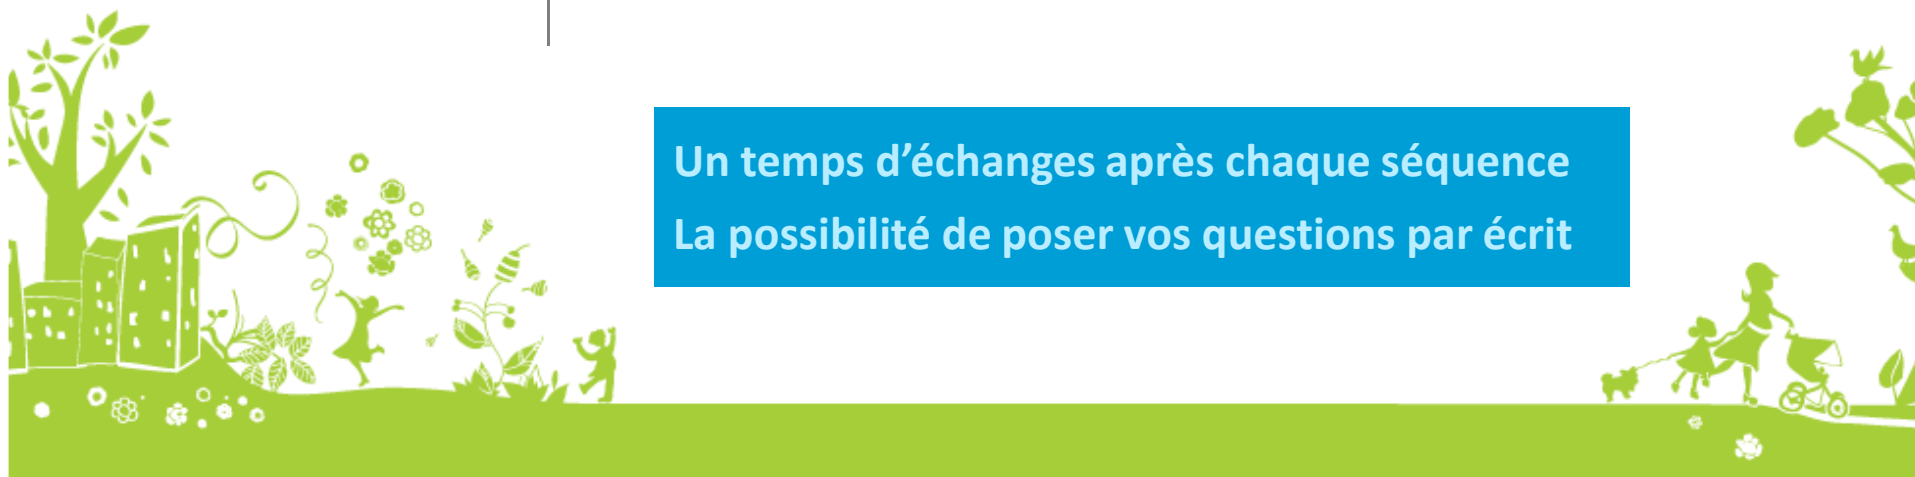 Un temps d’échanges après chaque séquence
La possibilité de poser vos questions par écrit